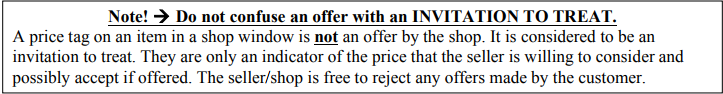 Note! → Do not confuse an offer with an INVITATION TO TREAT.
A price tag on an item in a shop window is not an offer by the shop. It is considered to be an
invitation to treat. They are only an indicator of the price that the seller is willing to consider and
possibly accept if offered. The seller/shop is free to reject any offers made by the customer.